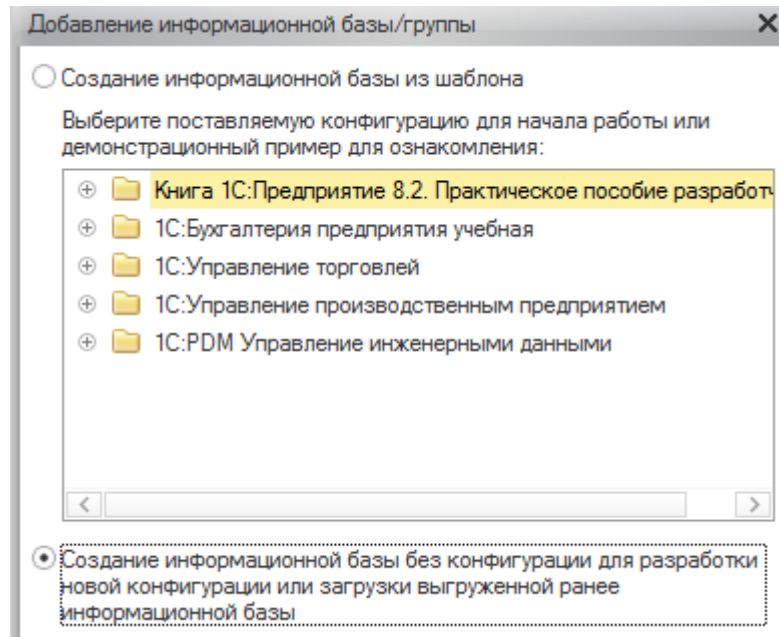 Добавление информационной базы/группы
Создание информационной базы из шаблона
Выберите поставляемую конфигурацию для начала работы или
демонстрационный пример для ознакомления:
Книга 1С:Предприятие 8.2. Практическое пособие разработч
1С:Бухгалтерия предприятия учебная
1С:Управление торговлей
1С:Управление производственным предприятием
1С:PDM Управление инженерными данными
Создание информационной базы без конфигурации для разработки
новой конфигурации или загрузки выгруженной ранее
информационной базы